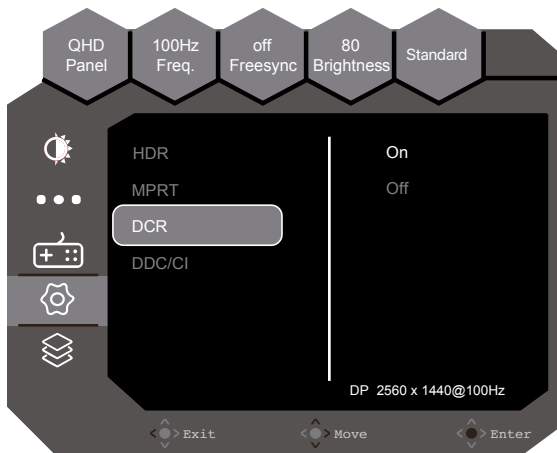 QHD
Panel
100Hz
Freq.
off
Freesync
80
Brightness
Standard
HDR
MPRT
DCR
DDC/CI
On
Off
DP 2560 x 1440@100Hz
Exit
Move
Enter